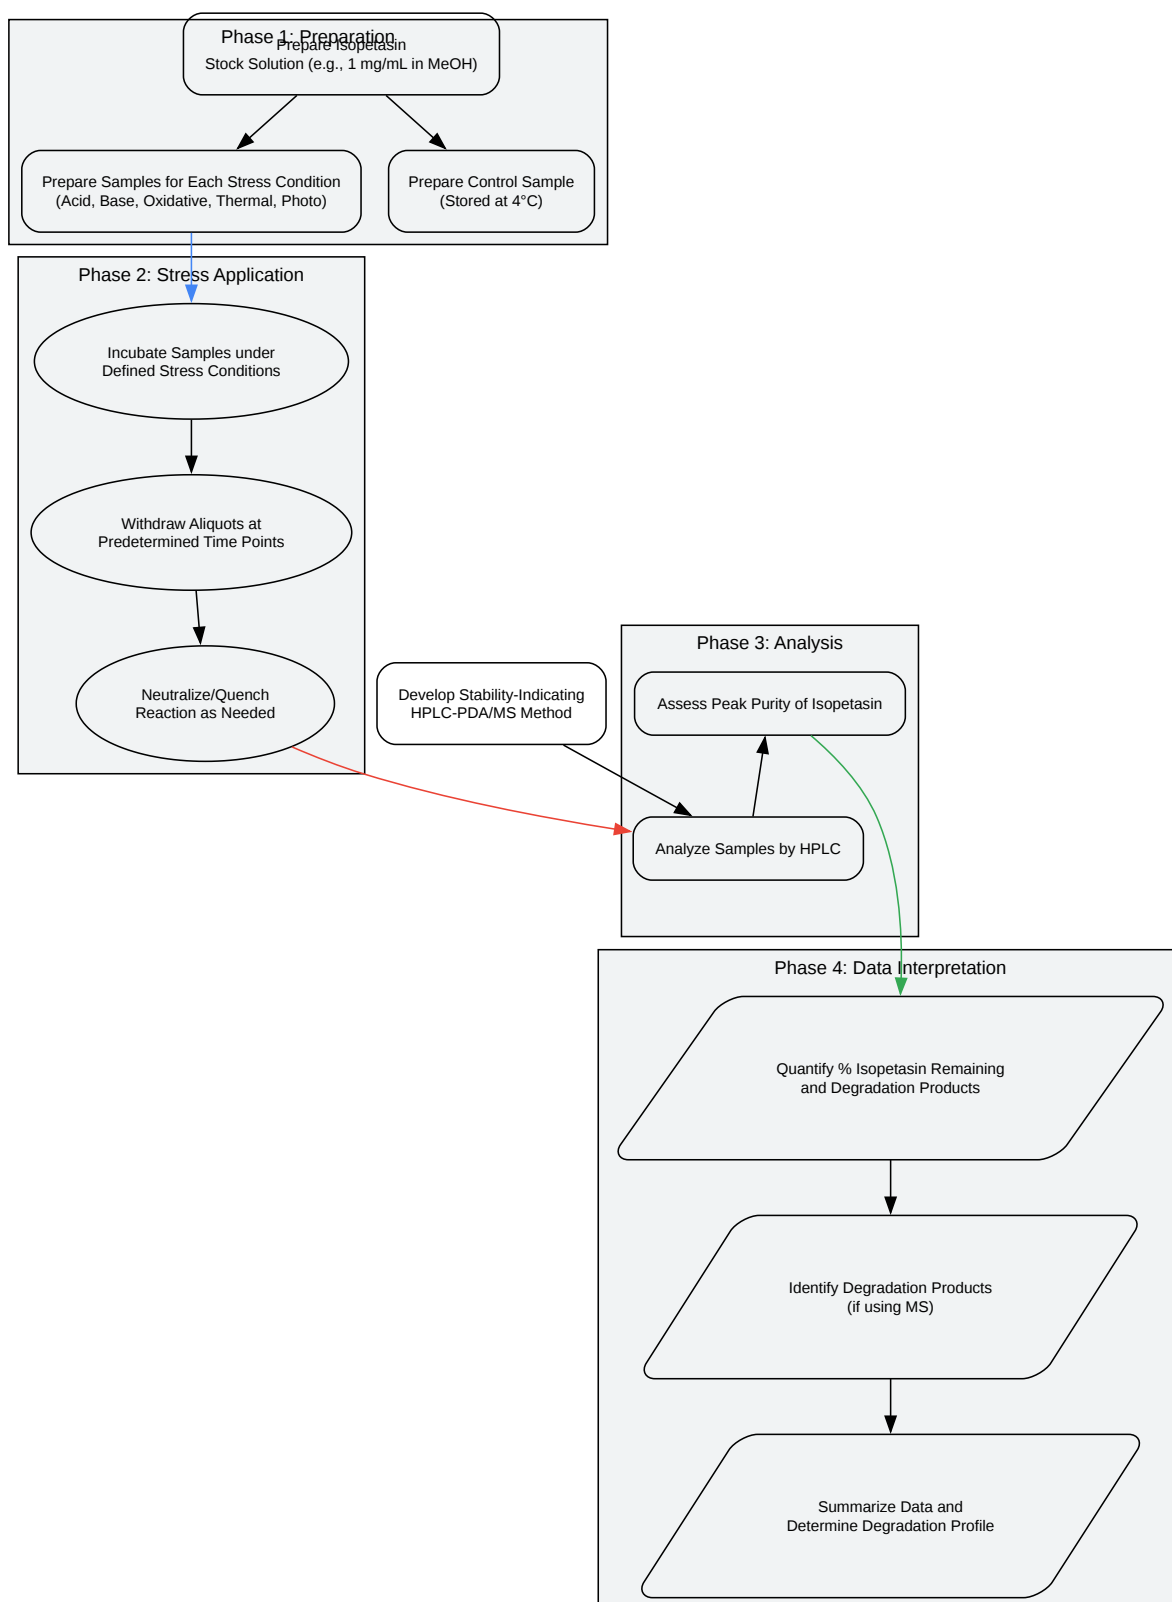 Phase 1: Preparation
Prepare Isopetasin
Stock Solution (e.g., 1 mg/mL in MeOH)
Prepare Samples for Each Stress Condition
(Acid, Base, Oxidative, Thermal, Photo)
Prepare Control Sample
(Stored at 4°C)
Phase 2: Stress Application
Incubate Samples under
Defined Stress Conditions
Withdraw Aliquots at
Predetermined Time Points
Neutralize/Quench
Reaction as Needed
Develop Stability-Indicating
HPLC-PDA/MS Method
Phase 3: Analysis
Assess Peak Purity of Isopetasin
Analyze Samples by HPLC
Phase 4: Data Interpretation
Quantify % Isopetasin Remaining
and Degradation Products
Identify Degradation Products
(if using MS)
Summarize Data and
Determine Degradation Profile